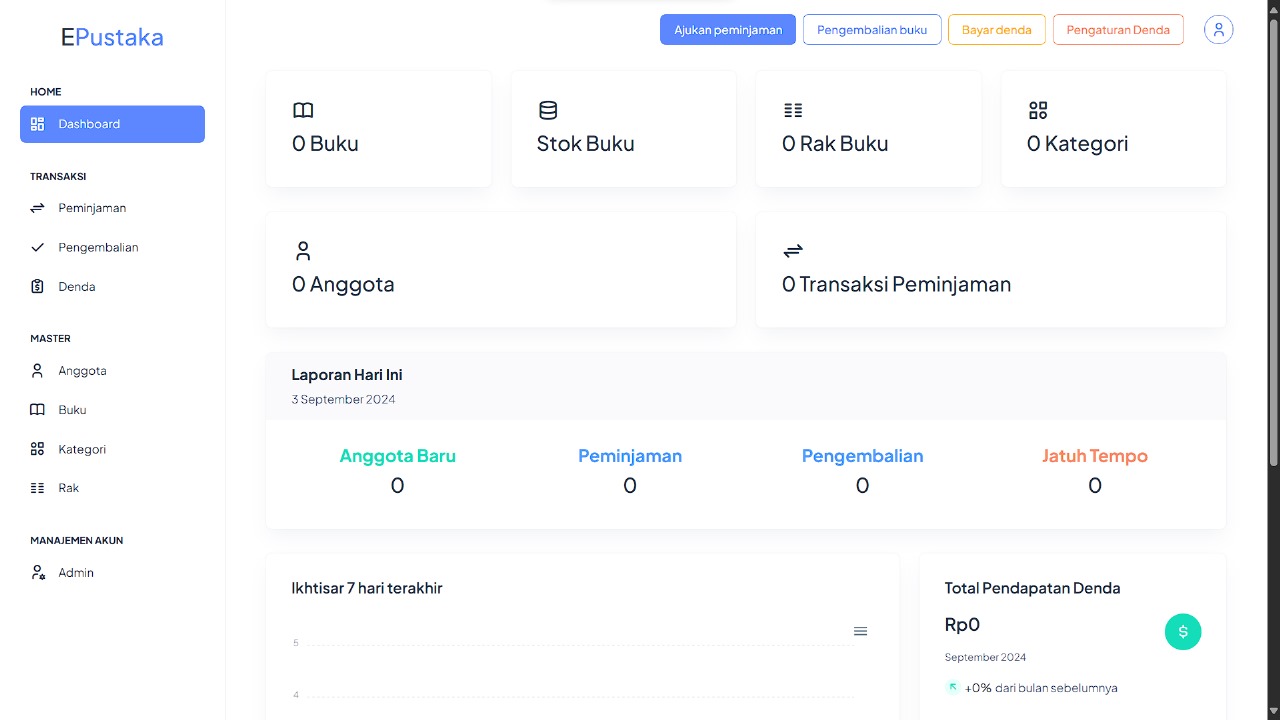 EPustaka
Ajukan peminjaman
Pengembalian buku
Bayar denda
Pengaturan Denda
HOME
Dashboard
TRANSAKSI
Peminjaman
Pengembalian
Denda
MASTER
Anggota
Buku
Kategori
Rak
MANAJEMEN AKUN
Admin
0 Buku
Stok Buku
0 Rak Buku
0 Kategori
0 Anggota
0 Transaksi Peminjaman
Laporan Hari Ini
3 September 2024
Anggota Baru
0
Peminjaman
0
Pengembalian
0
Jatuh Tempo
0
Ikhtisar 7 hari terakhir
5
4
Total Pendapatan Denda
Rp0
$
September 2024
+0% dari bulan sebelumnya